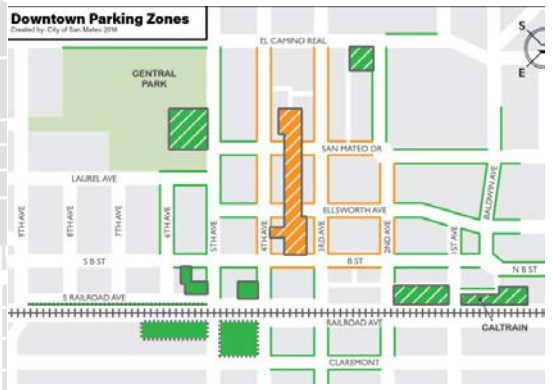 Downtown Parking Zones
Created by: City of San Mateo 2016
S
E
EL CAMINO REAL
CENTRAL
PARK
SAN MATEO DR
LAUREL AVE
ELLSWORTH AVE
BALDWIN AVE
9TH AVE
8TH AVE
7TH AVE
6TH AVE
5TH AVE
4TH AVE
3RD AVE
2ND AVE
1ST AVE
S B ST
B ST
N B ST
S RAILROAD AVE
RAILROAD AVE
CALTRAIN
CLAREMONT